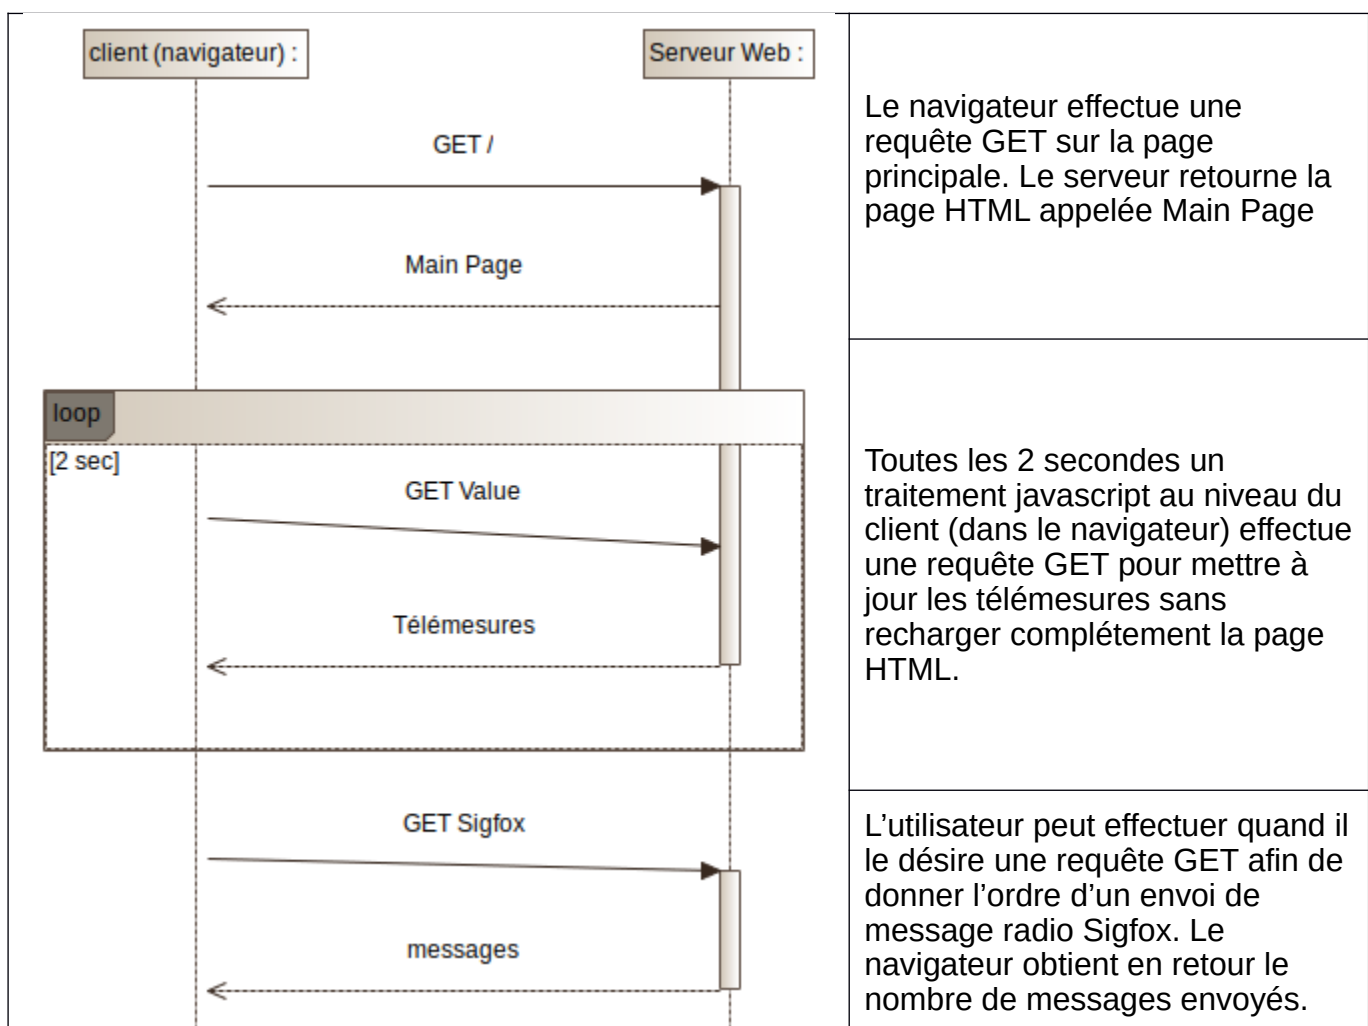 client (navigateur) :
Serveur Web :
GET /
Main Page
Le navigateur effectue une
requête GET sur la page
principale. Le serveur retourne la
page HTML appelée Main Page
loop
[2 sec]
GET Value
Télémesures
Toutes les 2 secondes un
traitement javascript au niveau du
client (dans le navigateur) effectue
une requête GET pour mettre à
jour les télémesures sans
recharger complétement la page
HTML.
GET Sigfox
messages
L’utilisateur peut effectuer quand il
le désire une requête GET afin de
donner l’ordre d’un envoi de
message radio Sigfox. Le
navigateur obtient en retour le
nombre de messages envoyés.